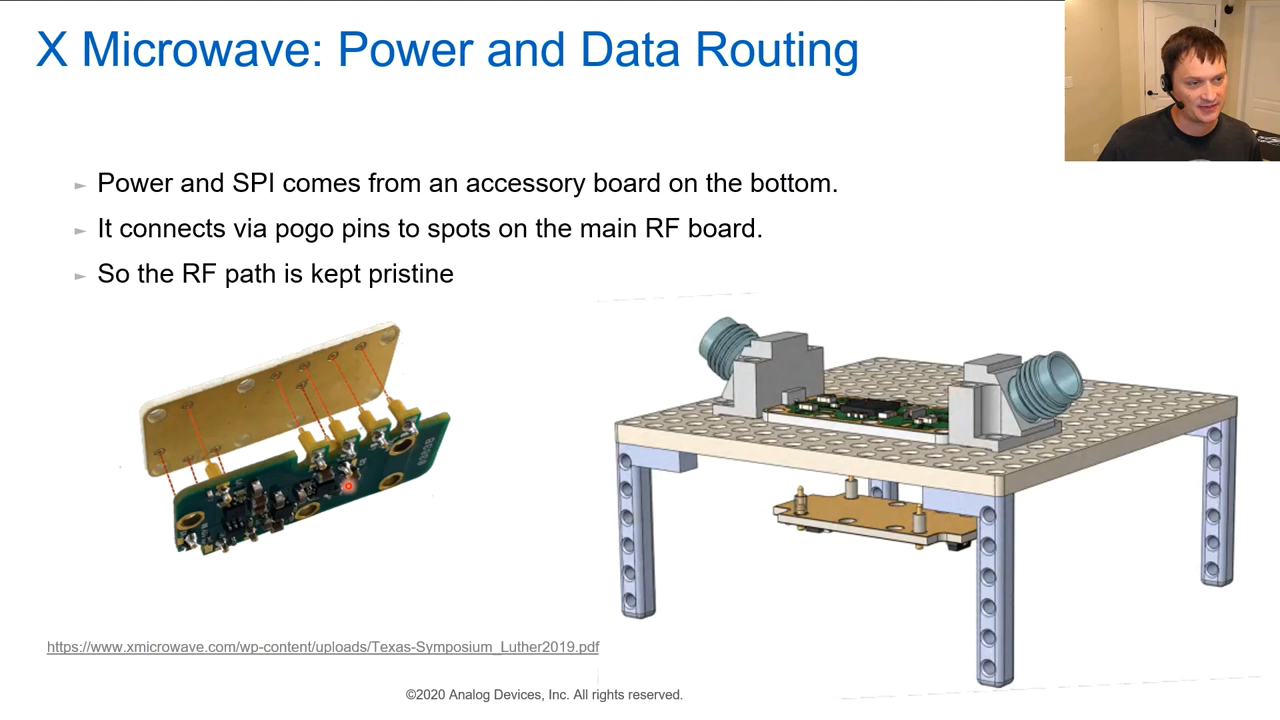 X Microwave: Power and Data Routing
Power and SPI comes from an accessory board on the bottom.
It connects via pogo pins to spots on the main RF board.
So the RF path is kept pristine
https://www.xmicrowave.com/wp-content/uploads/Texas-Symposium_Luther2019.pdf
©2020 Analog Devices, Inc. All rights reserved.